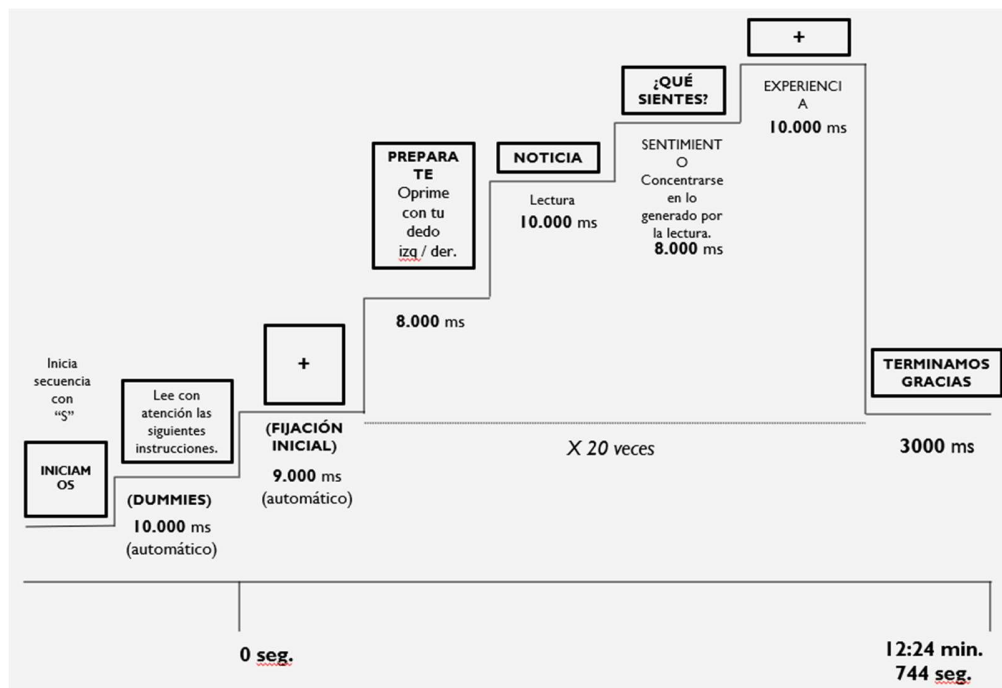 Inicia
secuencia
con
“S”
INICIAM
OS
Lee con
atención las
siguientes
instrucciones.
(DUMMIES)
10.000 ms
(automático)
+
(FIJACIÓN
INICIAL)
9.000 ms
(automático)
PREPARA
TE
Oprime
con tu
dedo
izq / der.
8.000 ms
NOTICIA
Lectura
10.000 ms
¿QUÉ
SIENTES?
SENTIMIENT
O
Concentrarse
en lo
generado por
la lectura.
8.000 ms
+
EXPERIENCI
A
10.000 ms
X 20 veces
TERMINAMOS
GRACIAS
3000 ms
0 seg.
12:24 min.
744 seg.